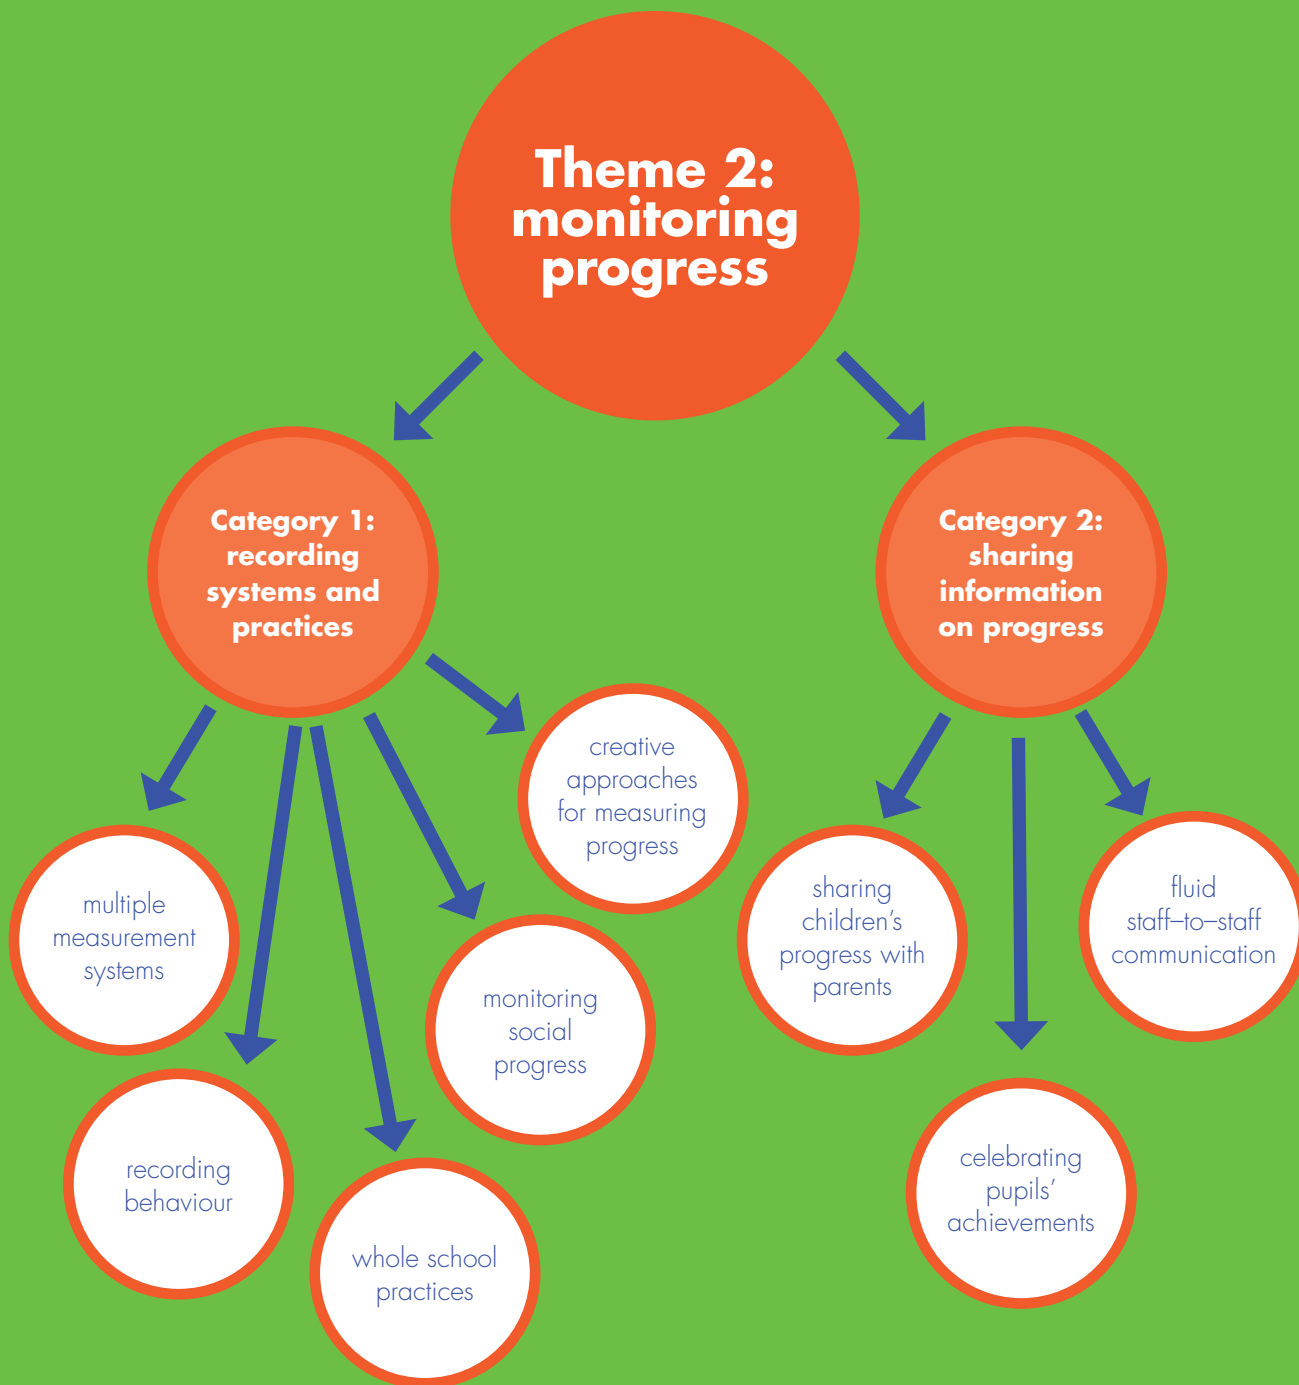 Theme 2:
monitoring
progress
Category 1:
recording
systems and
practices
Category 2:
sharing
information
on progress
creative
approaches
for measuring
progress
multiple
measurement
systems
sharing
children's
progress with
parents
fluid
staff–to–staff
communication
monitoring
social
progress
recording
behaviour
whole school
practices
celebrating
pupils'
achievements